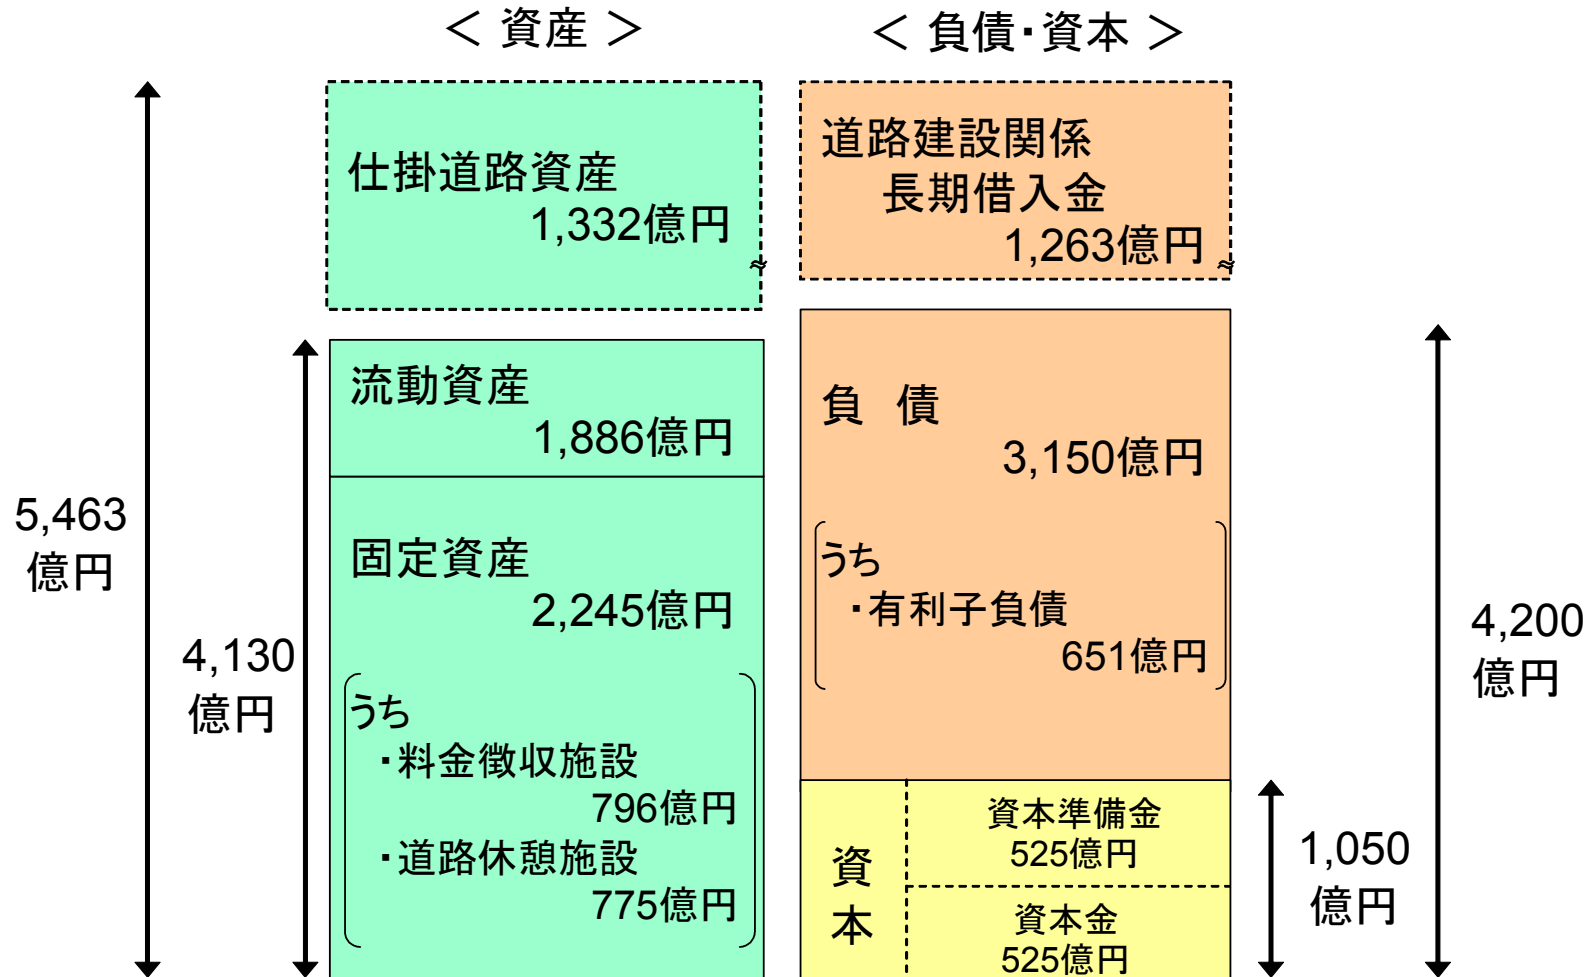 ＜ 資産 ＞
＜ 負債・資本 ＞
5,463
億円
4,130
億円
仕掛道路資産
1,332億円
流動資産
1,886億円
固定資産
2,245億円
うち
・料金徴収施設
796億円
・道路休憩施設
775億円
道路建設関係
長期借入金
1,263億円
負 債
3,150億円
うち
・有利子負債
651億円
資
本
資本準備金
525億円
資本金
525億円
1,050
億円
4,200
億円